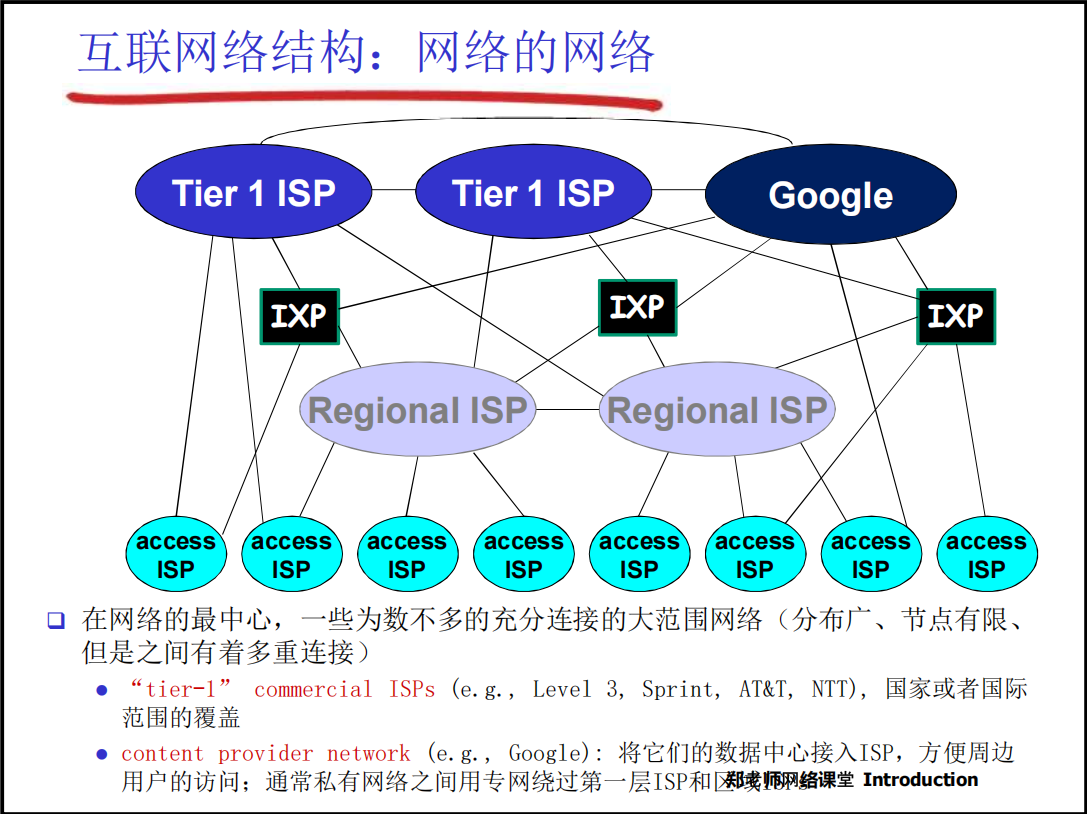 互联网络结构：网络的网络
Tier 1 ISP
Tier 1 ISP
Google
IXP
IXP
IXP
Regional ISP
Regional ISP
access
ISP
access
ISP
access
ISP
access
ISP
access
ISP
access
ISP
access
ISP
access
ISP
在网络的最中心，一些为数不多的充分连接的大范围网络（分布广、节点有限、
但是之间有着多重连接）
“tier-1” commercial ISPs (e.g., Level 3, Sprint, AT&T, NTT), 国家或者国际
范围的覆盖
content provider network (e.g., Google): 将它们的数据中心接入ISP，方便周边
用户的访问；通常私有网络之间用专网绕过第一层ISP和区域ISPs
郑老师网络课堂 Introduction